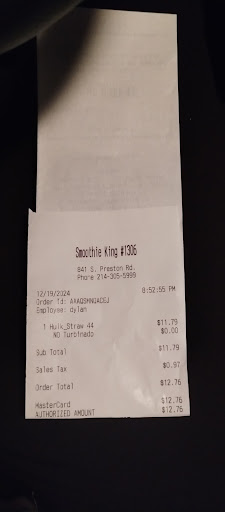 Smoothie King #1306
841 S. Preston Rd.
Phone 214-305-5998
12/19/2024 8:52:55 PM
Order Id: AXAQSHNGACGJ
Employee: dylan
1 Hulk_Straw 44 $11.79
NO Turbinado $0.00
Sub Total $11.79
Sales Tax $0.97
Order Total $12.76
MasterCard $12.76
AUTHORIZED AMOUNT $12.76